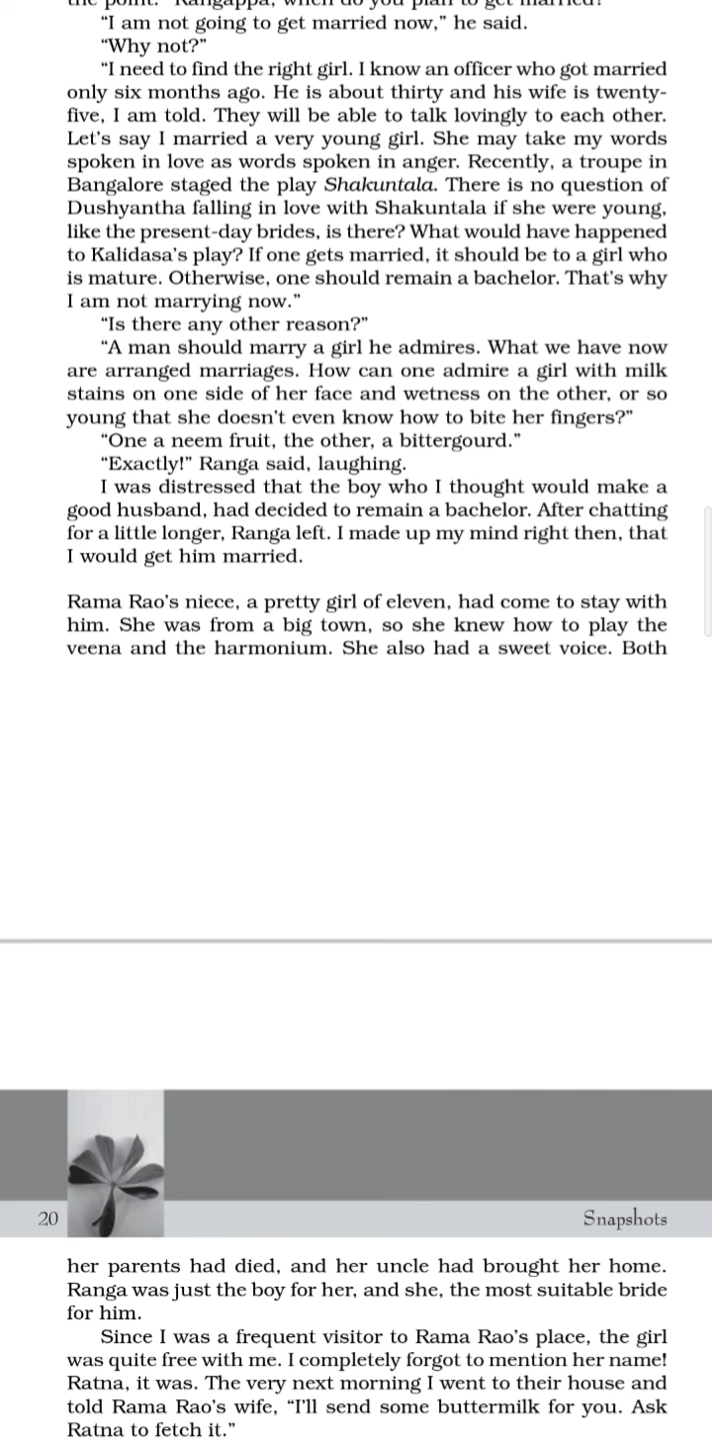 the point. "Rangappa, when do you plan to get married?"
"I am not going to get married now," he said.
"Why not?"
"I need to find the right girl. I know an officer who got married
only six months ago. He is about thirty and his wife is twenty-
five, I am told. They will be able to talk lovingly to each other.
Let's say I married a very young girl. She may take my words
spoken in love as words spoken in anger. Recently, a troupe in
Bangalore staged the play Shakuntala. There is no question of
Dushyantha falling in love with Shakuntala if she were young,
like the present-day brides, is there? What would have happened
to Kalidasa's play? If one gets married, it should be to a girl who
is mature. Otherwise, one should remain a bachelor. That's why
I am not marrying now."
"Is there any other reason?"
"A man should marry a girl he admires. What we have now
are arranged marriages. How can one admire a girl with milk
stains on one side of her face and wetness on the other, or so
young that she doesn't even know how to bite her fingers?"
"One a neem fruit, the other, a bittergourd."
"Exactly!" Ranga said, laughing.
I was distressed that the boy who I thought would make a
good husband, had decided to remain a bachelor. After chatting
for a little longer, Ranga left. I made up my mind right then, that
I would get him married.
Rama Rao's niece, a pretty girl of eleven, had come to stay with
him. She was from a big town, so she knew how to play the
veena and the harmonium. She also had a sweet voice. Both
20
Snapshots
her parents had died, and her uncle had brought her home.
Ranga was just the boy for her, and she, the most suitable bride
for him.
Since I was a frequent visitor to Rama Rao's place, the girl
was quite free with me. I completely forgot to mention her name!
Ratna, it was. The very next morning I went to their house and
told Rama Rao's wife, "I'll send some buttermilk for you. Ask
Ratna to fetch it."